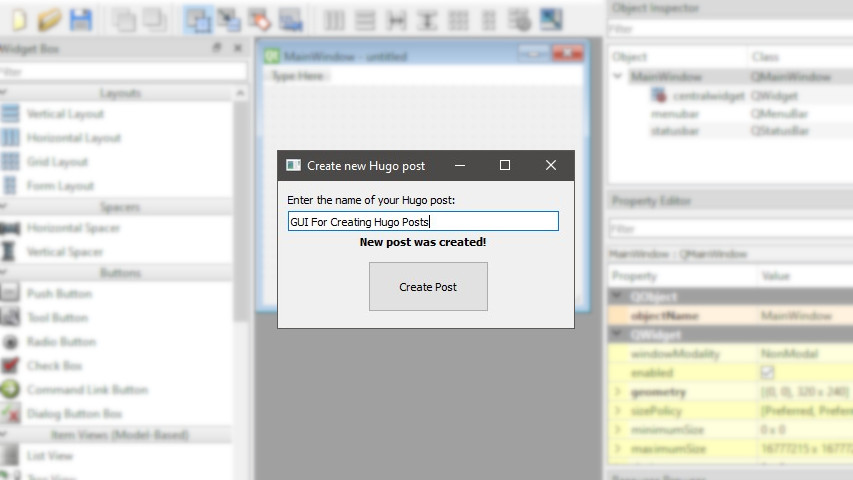 Widget Box
Filter
Layouts
Vertical Layout
Horizontal Layout
Grid Layout
Form Layout
Spacers
Horizontal Spacer
Vertical Spacer
Buttons
Push Button
Tool Button
Radio Button
Check Box
Command Link Button
Dialog Button Box
Item Views (Model-Based)
List View
MainWindow - untitled
Type Here
Create new Hugo post
Enter the name of your Hugo post:
GUI For Creating Hugo Posts
New post was created!
Create Post
Object Inspector
Filter
Object Class
MainWindow QMainWindow
centralwidget QWidget
menubar QMenuBar
statusbar QStatusBar
Property Editor
Filter
MainWindow : QMainWindow
Property Value
QObject
objectName MainWindow
QWidget
windowModality NonModal
enabled
geometry [(0, 0), 320 x 240]
sizePolicy [Preferred, Prefer
minimumSize 0 x 0
maximumSize 16777215 x 1677